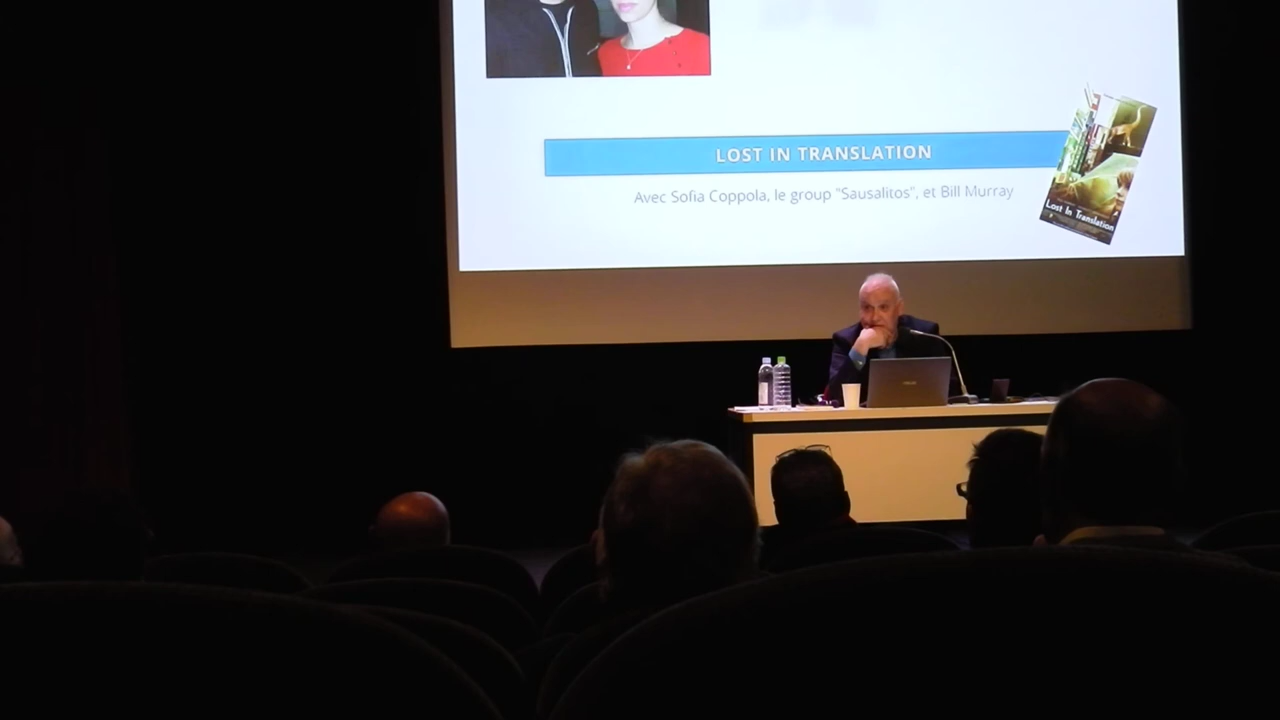 LOST IN TRANSLATION
Avec Sofia Coppola, le group "Sausalitos", et Bill Murray
Lost In Translation